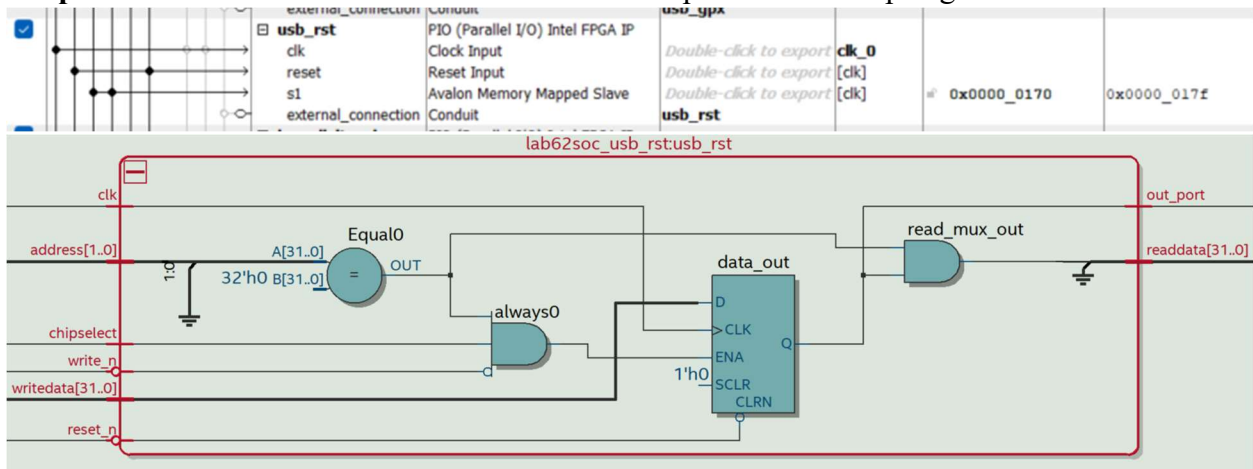 external_connection Conduit usb_gpx
usb_rst PIO (Parallel I/O) Intel FPGA IP
clk Clock Input Double-click to export clk_0
reset Reset Input Double-click to export [clk]
s1 Avalon Memory Mapped Slave Double-click to export [clk] 0x0000_0170 0x0000_017f
external_connection Conduit usb_rst
lab62soc_usb_rst:usb_rst
clk out_port
Equal0 read_mux_out
address[1..0] 1:0 A[31..0] OUT readdata[31..0]
32'h0 B[31..0] = data_out
always0 D
chipselect CLK
write_n ENA Q
writedata[31..0] 1'h0 SCLR
CLRN
reset_n